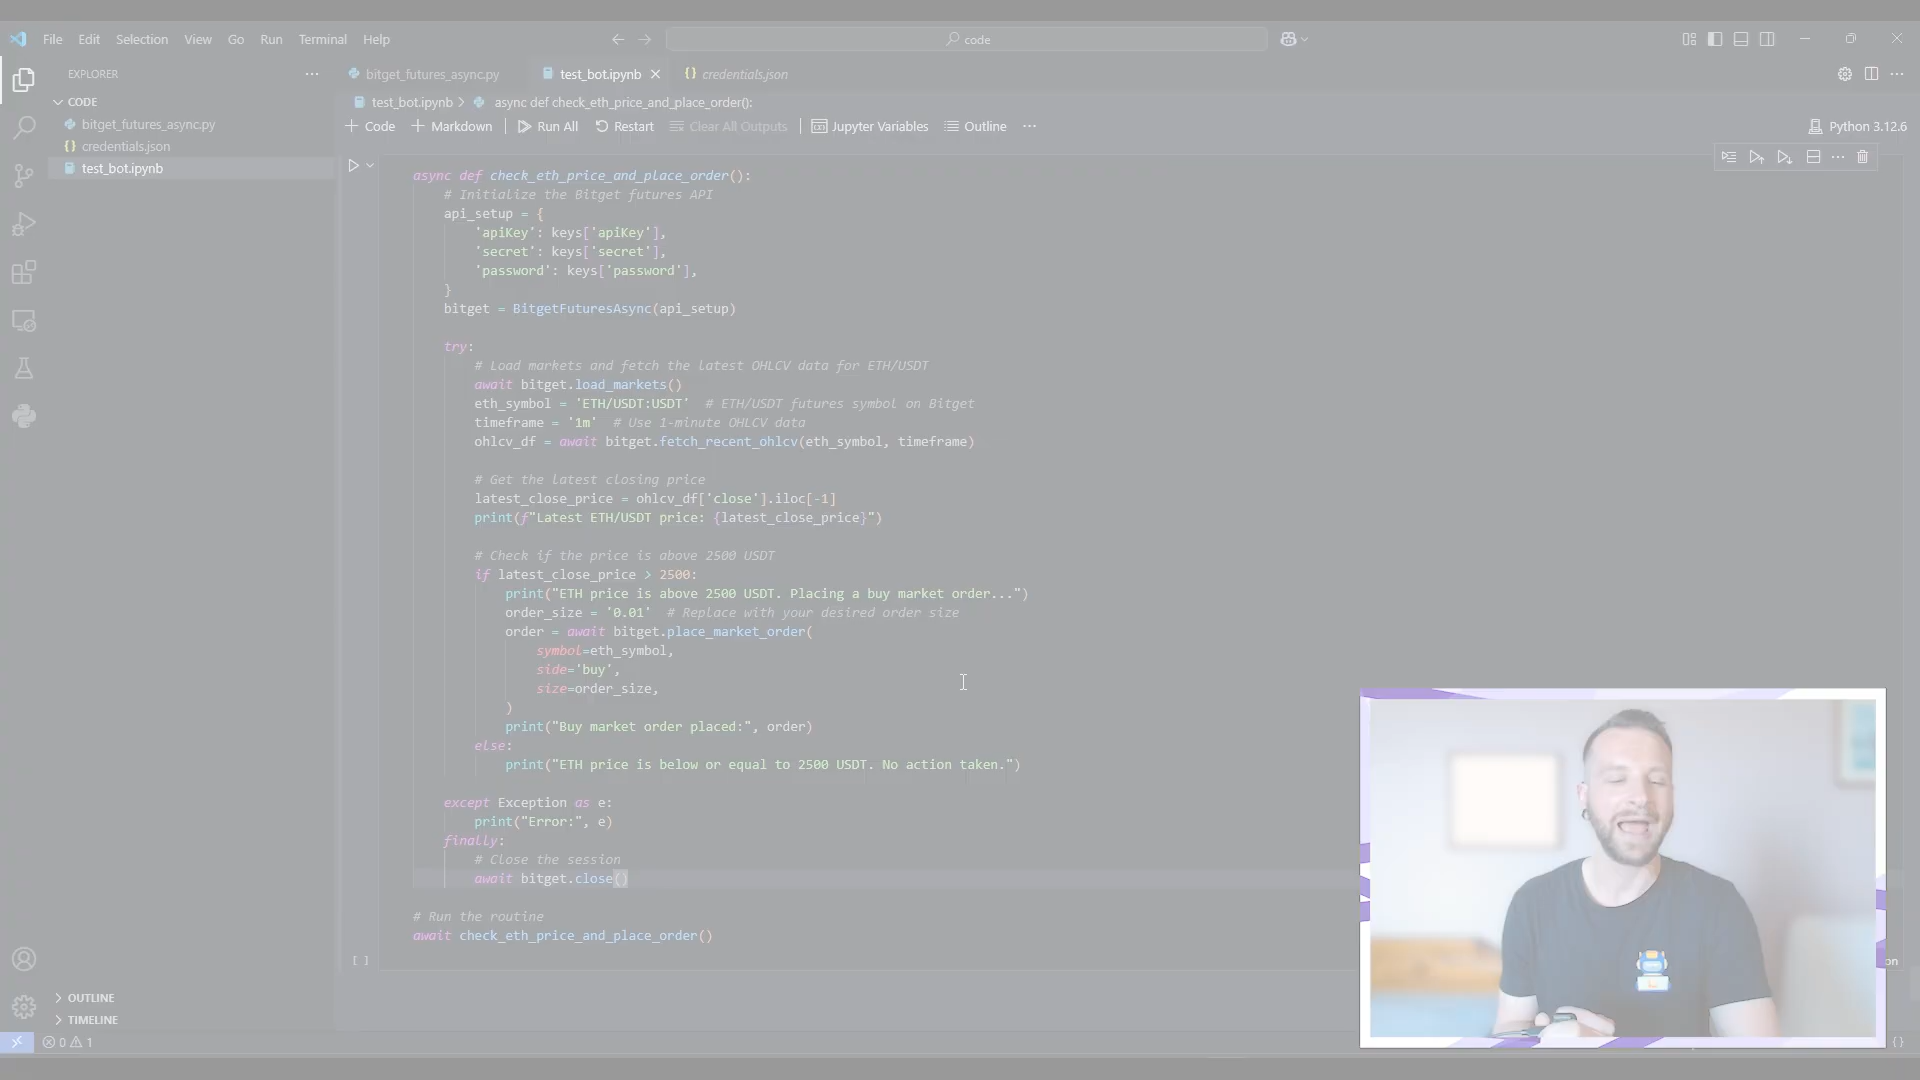 File Edit Selection View Go Run Terminal Help
code
EXPLORER
bitget_futures_async.py
test_bot.ipynb
credentials.json
CODE
bitget_futures_async.py
credentials.json
test_bot.ipynb
test_bot.ipynb > async def check_eth_price_and_place_order():
+ Code + Markdown Run All Restart Clear All Outputs Jupyter Variables Outline ...
Python 3.12.6
async def check_eth_price_and_place_order():
# Initialize the Bitget futures API
api_setup = {
'apiKey': keys['apiKey'],
'secret': keys['secret'],
'password': keys['password'],
}
bitget = BitgetFuturesAsync(api_setup)
try:
# Load markets and fetch the latest OHLCV data for ETH/USDT
await bitget.load_markets()
eth_symbol = 'ETH/USDT:USDT' # ETH/USDT futures symbol on Bitget
timeframe = '1m' # Use 1-minute OHLCV data
ohlcv_df = await bitget.fetch_recent_ohlcv(eth_symbol, timeframe)
# Get the latest closing price
latest_close_price = ohlcv_df['close'].iloc[-1]
print(f"Latest ETH/USDT price: {latest_close_price}")
# Check if the price is above 2500 USDT
if latest_close_price > 2500:
print("ETH price is above 2500 USDT. Placing a buy market order...")
order_size = '0.01' # Replace with your desired order size
order = await bitget.place_market_order(
symbol=eth_symbol,
side='buy',
size=order_size,
)
print("Buy market order placed:", order)
else:
print("ETH price is below or equal to 2500 USDT. No action taken.")
except Exception as e:
print("Error:", e)
finally:
# Close the session
await bitget.close()
# Run the routine
await check_eth_price_and_place_order()
[ ]
on
OUTLINE
TIMELINE
0 1
{}